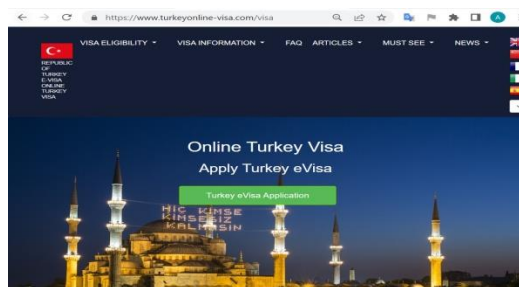 https://www.turkeyonline-visa.com/visa
VISA ELIGIBILITY VISA INFORMATION FAQ ARTICLES MUST SEE NEWS
REPUBLIC
OF
TURKEY
E-VISA
ONLINE
TURKEY
VISA
Online Turkey Visa
Apply Turkey eVisa
Turkey eVisa Application
HİÇ KİMSE
KİMSESİZ
KALMASIN